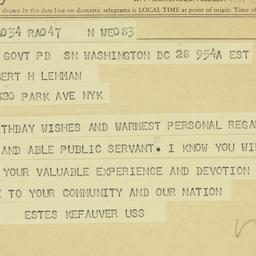 shown in the date line on domestic telegrams is LOCAL TIME at point of origin. Time of
034 RA047 N WE083
GOVT PD SN WASHINGTON DC 28 954A EST
BERT H LEHMAN
820 PARK AVE NYK
THDAY WISHES AND WARMEST PERSONAL REGA
AND ABLE PUBLIC SERVANT. I KNOW YOU WI
YOUR VALUABLE EXPERIENCE AND DEVOTION
TO YOUR COMMUNITY AND OUR NATION
ESTES KEFAUVER USS